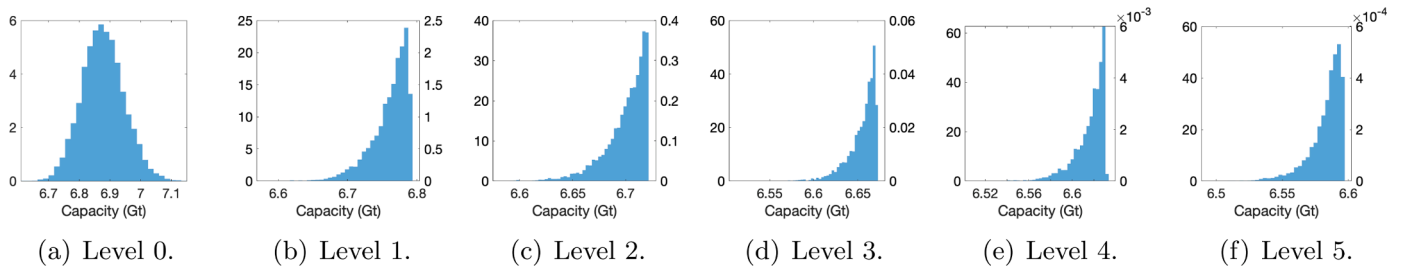 6
4
2
0
6.7 6.8 6.9 7 7.1
Capacity (Gt)
(a) Level 0.
25 2.5
20 2
15 1.5
10 1
5 0.5
0 0
6.6 6.7 6.8
Capacity (Gt)
(b) Level 1.
40 0.4
30 0.3
20 0.2
10 0.1
0 0
6.6 6.65 6.7
Capacity (Gt)
(c) Level 2.
60 0.06
40 0.04
20 0.02
0 0
6.55 6.6 6.65
Capacity (Gt)
(d) Level 3.
×10⁻³
60 6
40 4
20 2
0 0
6.52 6.56 6.6
Capacity (Gt)
(e) Level 4.
×10⁻⁴
60 6
40 4
20 2
0 0
6.5 6.55 6.6
Capacity (Gt)
(f) Level 5.